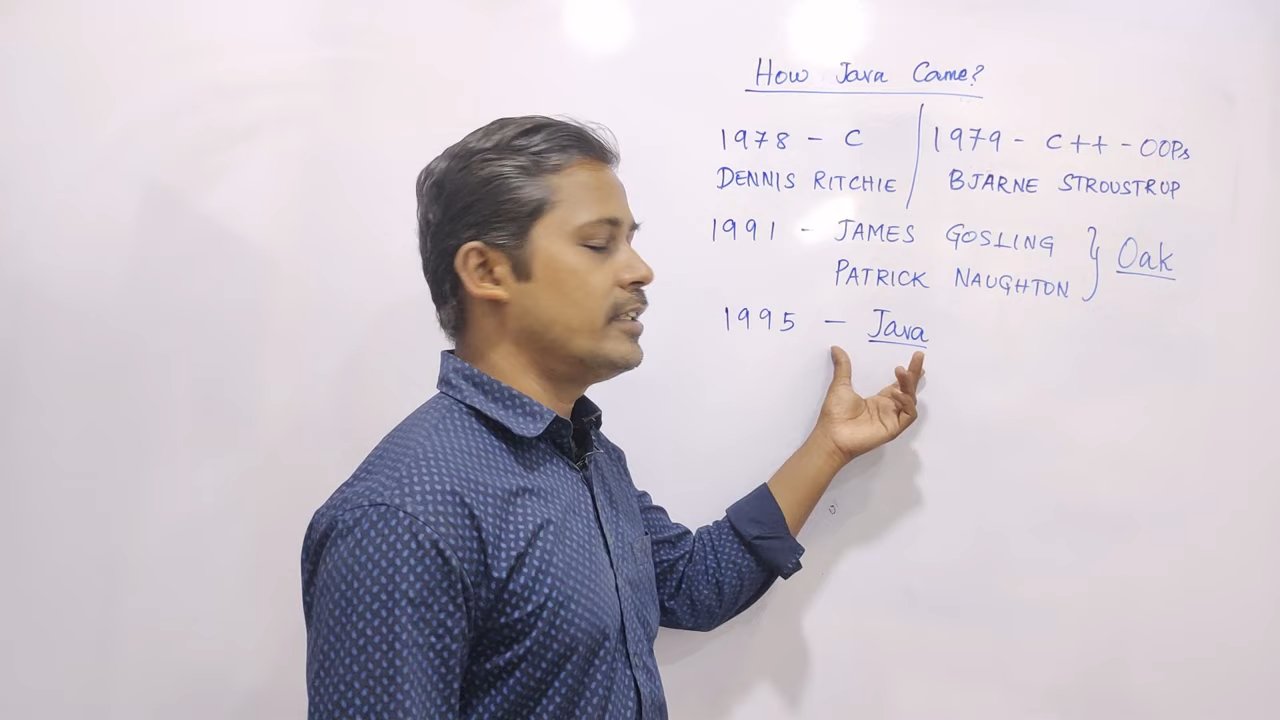 How Java Came?
1978 - C
DENNIS RITCHIE
1979 - C++ - OOPs
BJARNE STROUSTRUP
1991 - JAMES GOSLING
PATRICK NAUGHTON
} Oak
1995 - Java